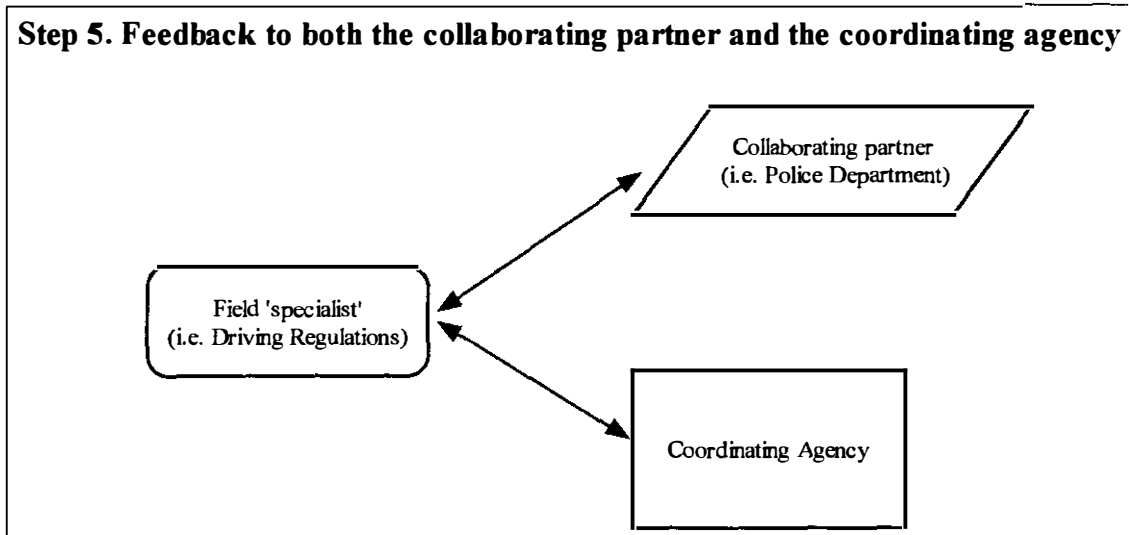 Step 5. Feedback to both the collaborating partner and the coordinating agency
Collaborating partner
(i.e. Police Department)
Field 'specialist'
(i.e. Driving Regulations)
Coordinating Agency